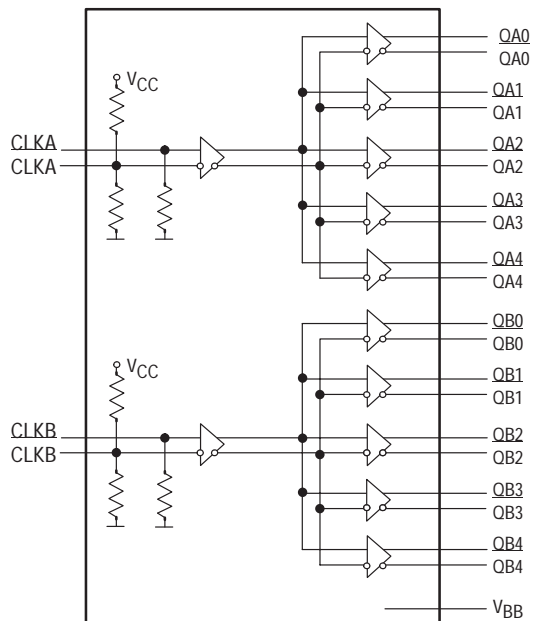 QA0
QA0
VCC
QA1
QA1
CLKA
CLKA
QA2
QA2
QA3
QA3
QA4
QA4
QB0
QB0
VCC
QB1
QB1
CLKB
CLKB
QB2
QB2
QB3
QB3
QB4
QB4
VBB